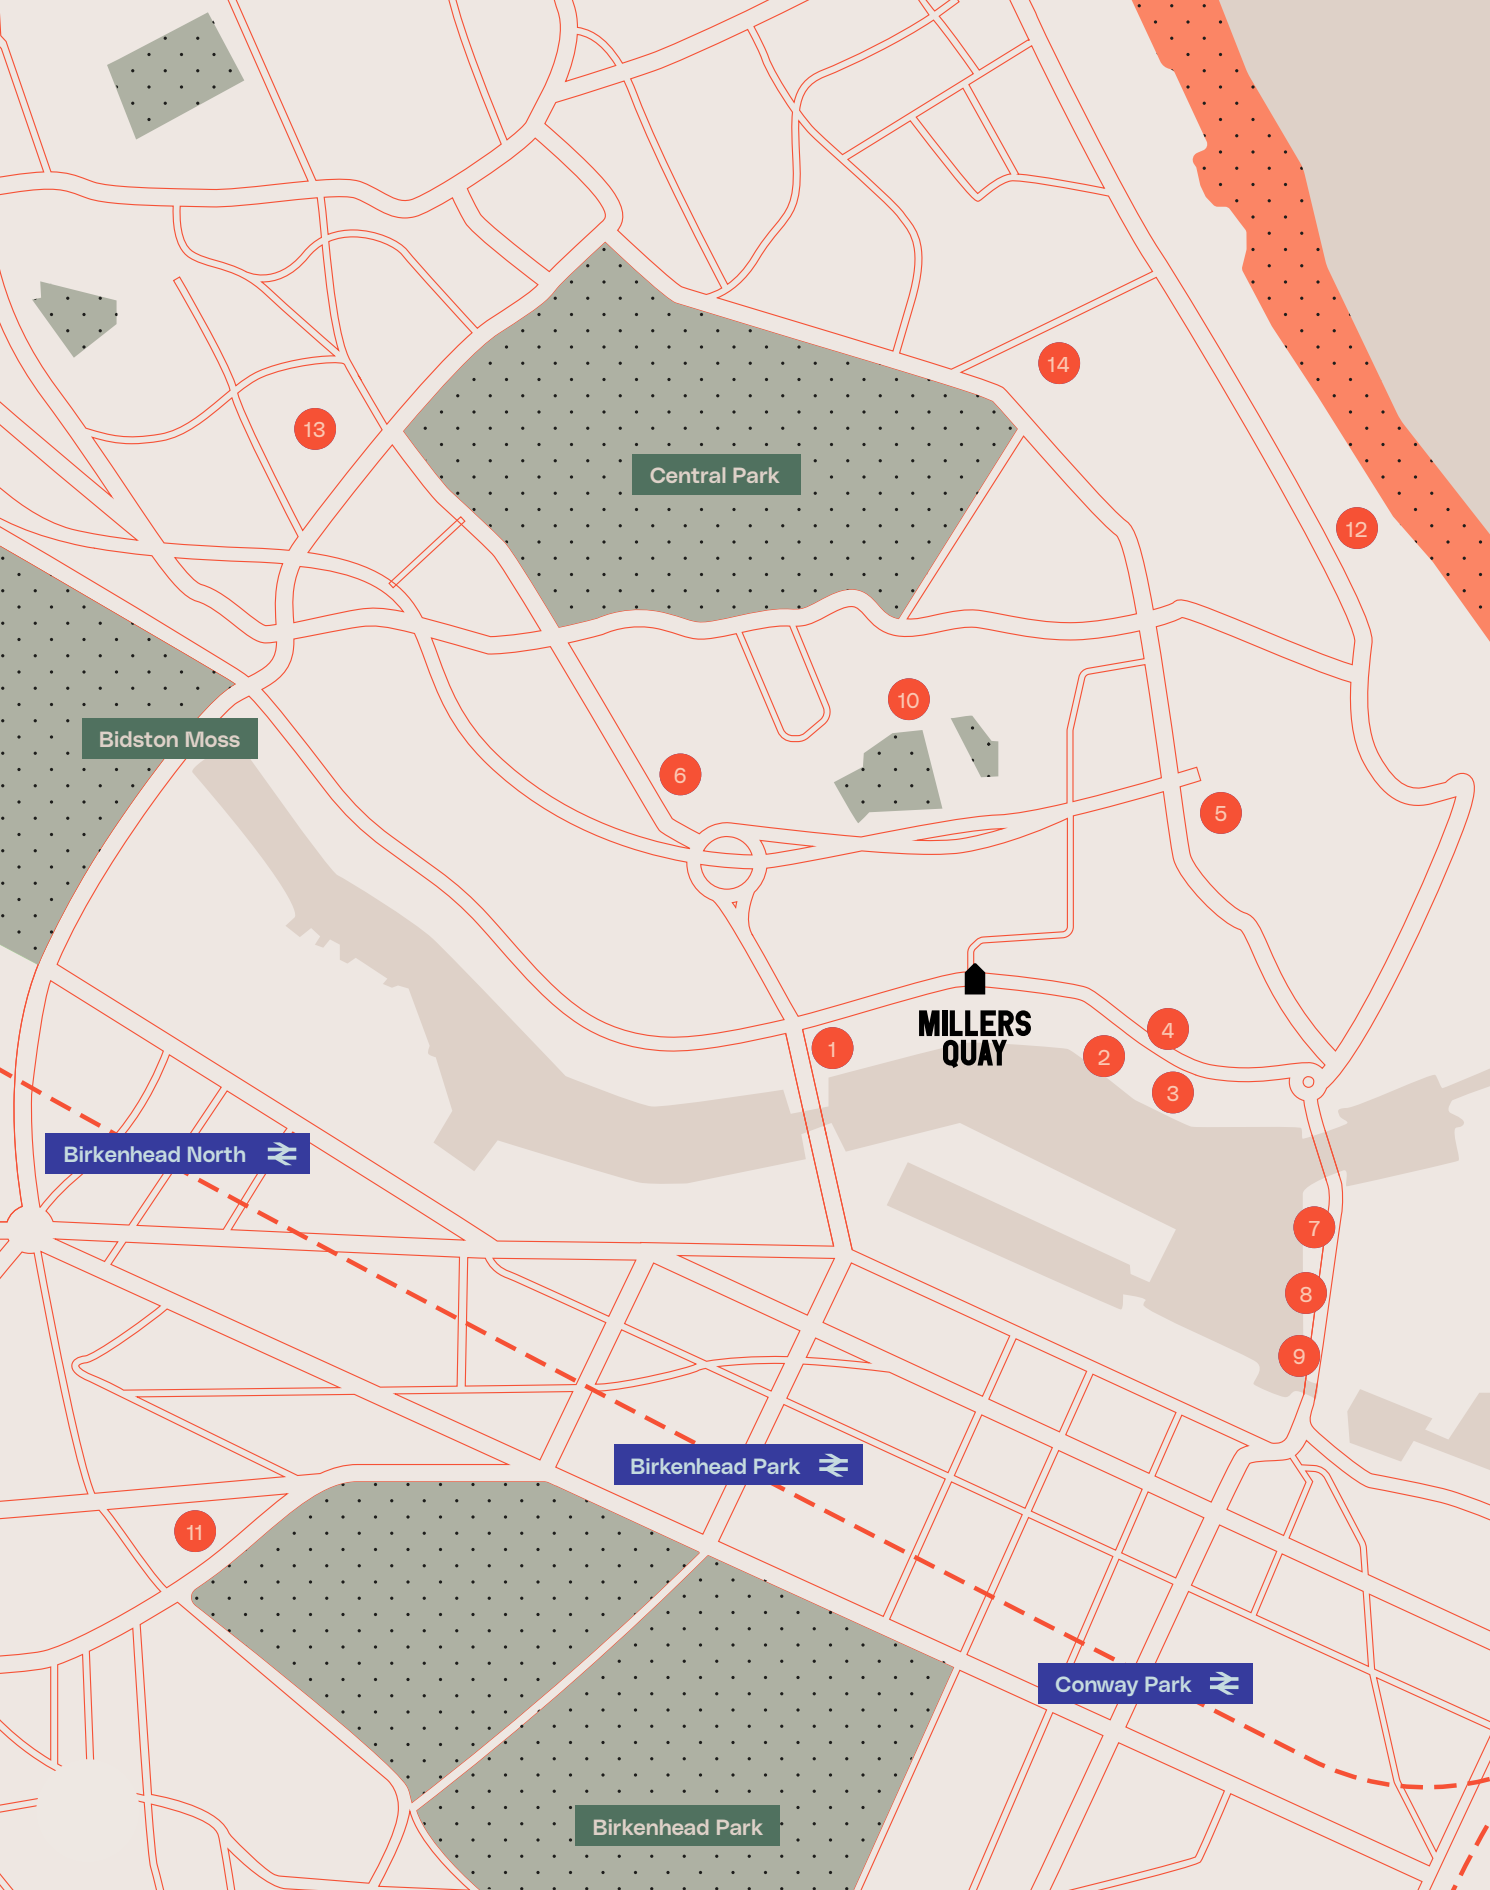 14
13
Central Park
12
10
Bidston Moss
6
5
MILLERS
QUAY
4
1
2
3
Birkenhead North
7
8
9
Birkenhead Park
11
Conway Park
Birkenhead Park